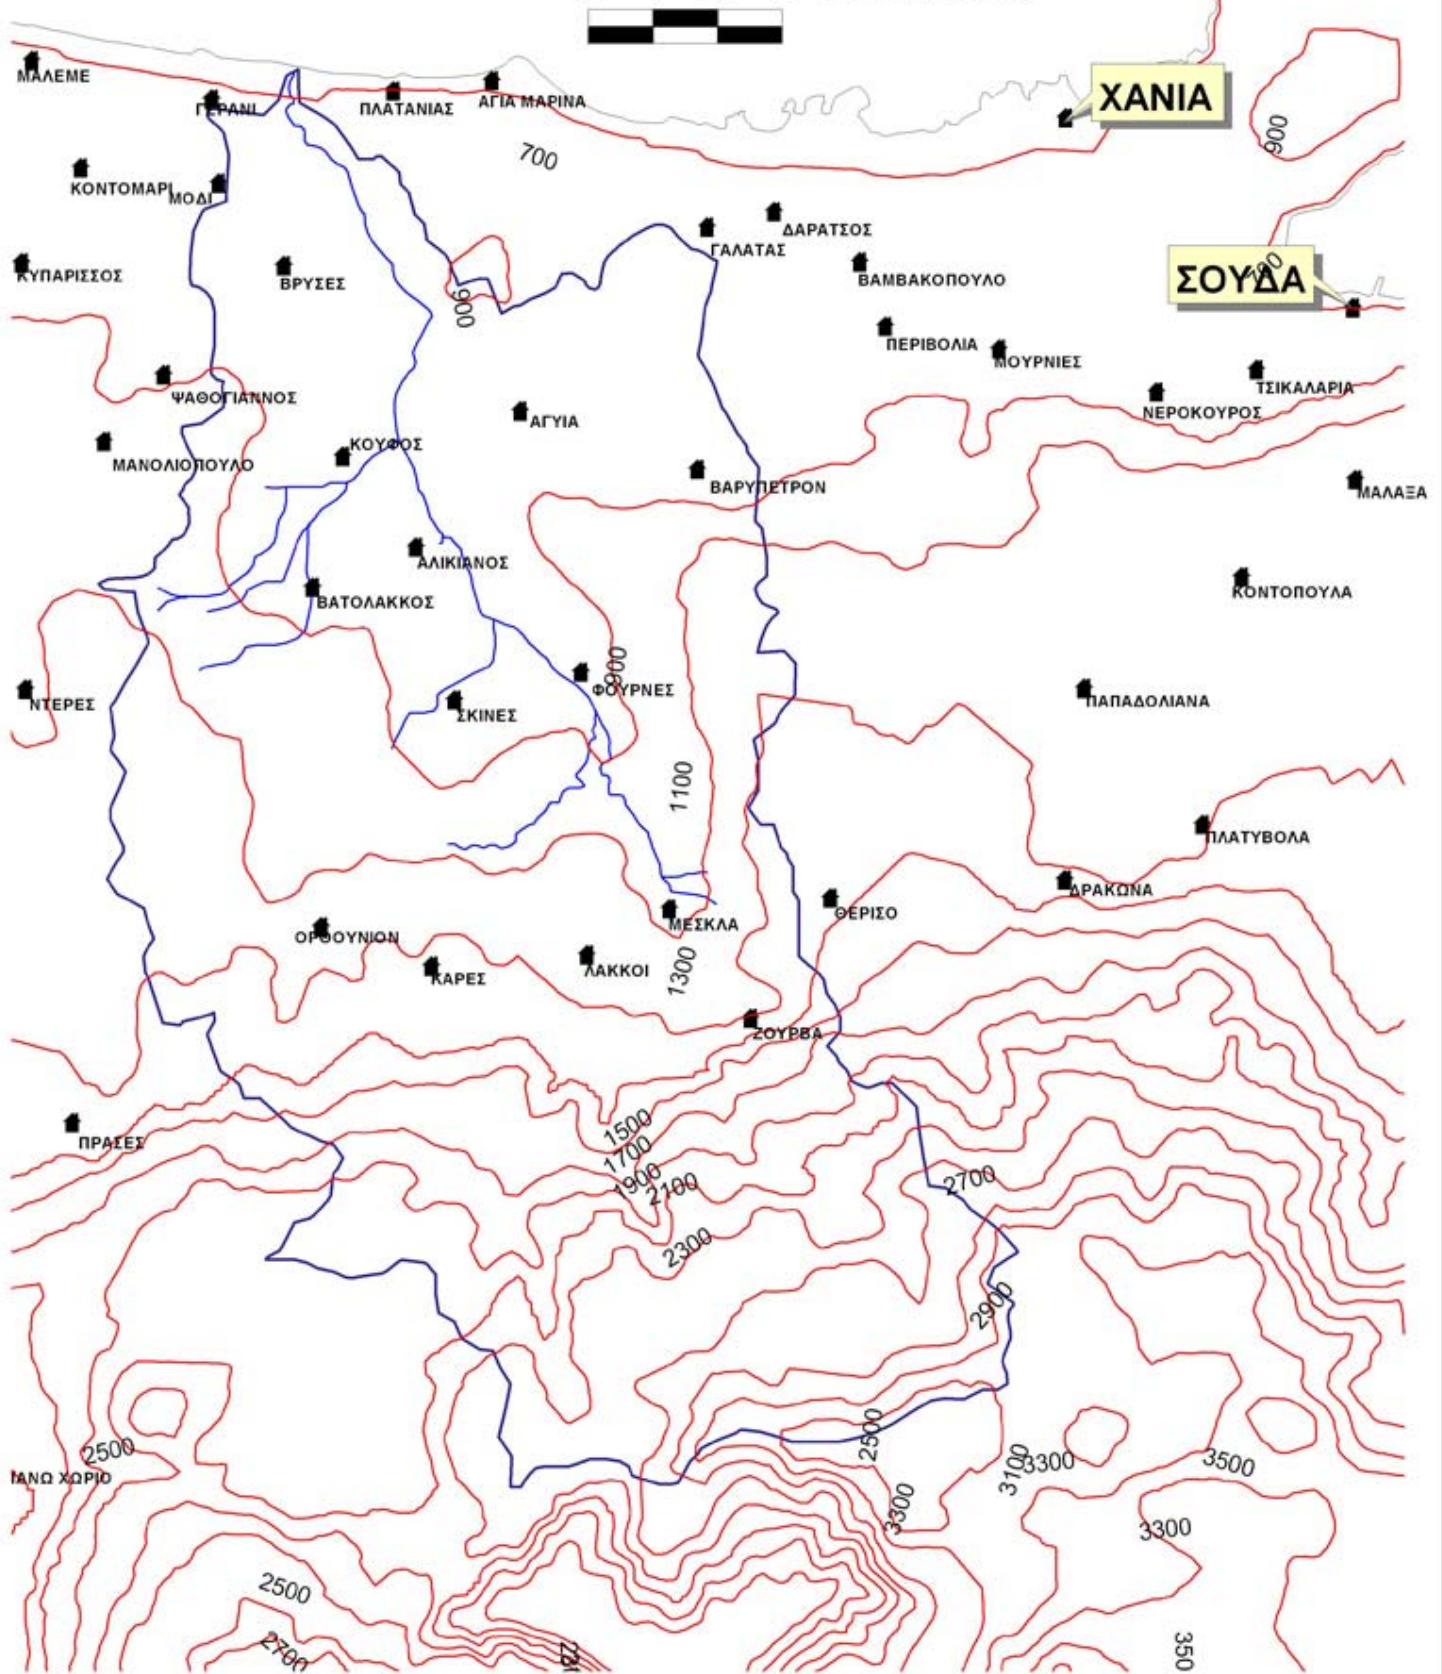 ΜΑΛΕΜΕ
ΓΕΡΑΝΙ
ΠΛΑΤΑΝΙΑΣ
ΑΓΙΑ ΜΑΡΙΝΑ
ΧΑΝΙΑ
900
700
ΚΟΝΤΟΜΑΡΙ
ΜΟΔΙ
ΔΑΡΑΤΣΟΣ
ΓΑΛΑΤΑΣ
ΚΥΠΑΡΙΣΣΟΣ
ΒΡΥΣΕΣ
ΒΑΜΒΑΚΟΠΟΥΛΟ
ΣΟΥΔΑ
900
ΠΕΡΙΒΟΛΙΑ
ΜΟΥΡΝΙΕΣ
ΤΣΙΚΑΛΑΡΙΑ
ΨΑΘΟΓΙΑΝΝΟΣ
ΝΕΡΟΚΟΥΡΟΣ
ΑΓΥΙΑ
ΚΟΥΦΟΣ
ΜΑΝΟΛΙΟΠΟΥΛΟ
ΒΑΡΥΠΕΤΡΟΝ
ΜΑΛΑΞΑ
ΑΛΙΚΙΑΝΟΣ
ΚΟΝΤΟΠΟΥΛΑ
ΒΑΤΟΛΑΚΚΟΣ
900
ΦΟΥΡΝΕΣ
ΝΤΕΡΕΣ
ΣΚΙΝΕΣ
ΠΑΠΑΔΟΛΙΑΝΑ
1100
ΠΛΑΤΥΒΟΛΑ
ΔΡΑΚΩΝΑ
ΘΕΡΙΣΟ
ΜΕΣΚΛΑ
ΟΡΘΟΥΝΙΟΝ
ΛΑΚΚΟΙ
1300
ΚΑΡΕΣ
ΖΟΥΡΒΑ
1500
ΠΡΑΣΕΣ
1700
1900
2100
2700
2300
2900
2500
2500
3100
3300
3500
ΙΑΝΩ ΧΩΡΙΟ
3300
3300
2500
2700
350